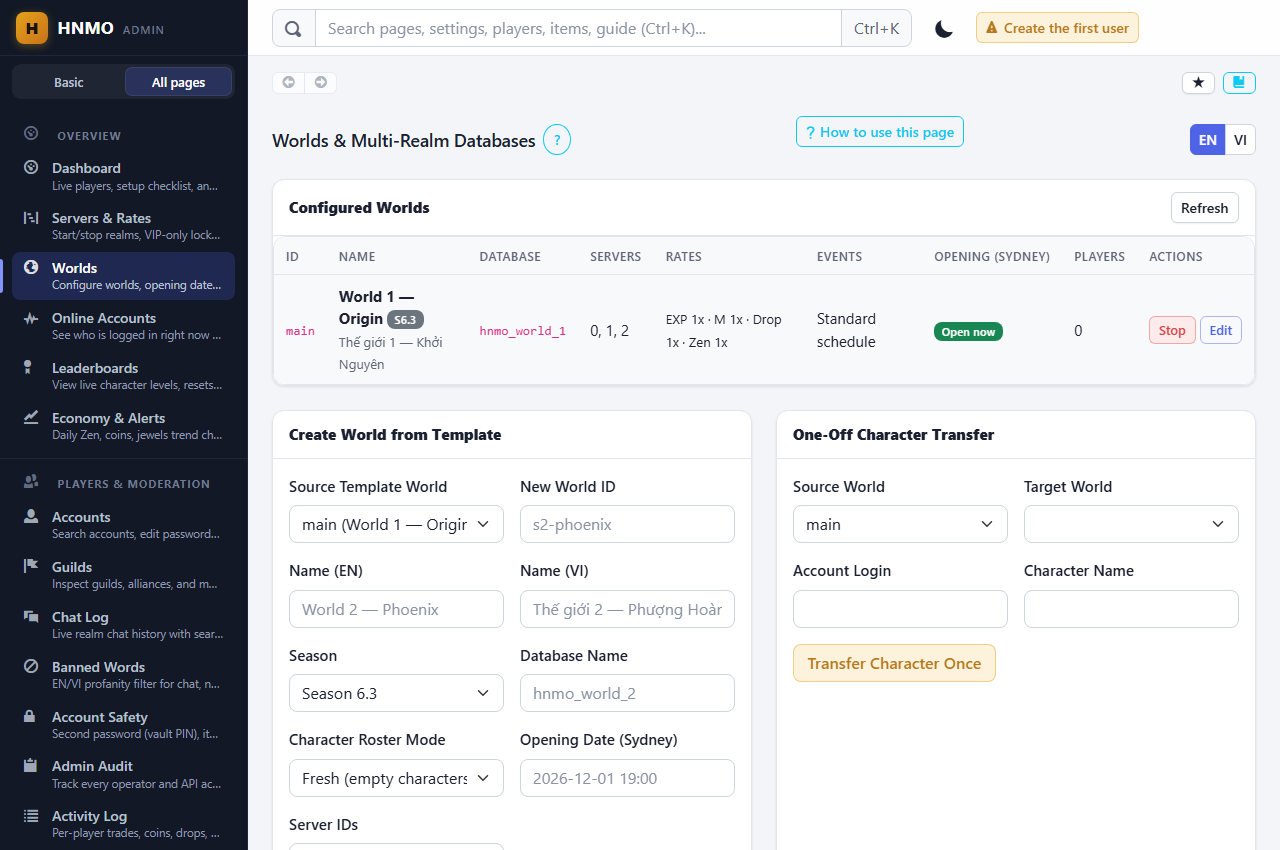 H HNMO ADMIN
Search pages, settings, players, items, guide (Ctrl+K)...
Ctrl+K
Create the first user
Basic
All pages
OVERVIEW
Dashboard
Live players, setup checklist, an...
Servers & Rates
Start/stop realms, VIP-only lock...
Worlds
Configure worlds, opening date...
Online Accounts
See who is logged in right now ...
Leaderboards
View live character levels, resets...
Economy & Alerts
Daily Zen, coins, jewels trend ch...
PLAYERS & MODERATION
Accounts
Search accounts, edit password...
Guilds
Inspect guilds, alliances, and m...
Chat Log
Live realm chat history with sear...
Banned Words
EN/VI profanity filter for chat, n...
Account Safety
Second password (vault PIN), it...
Admin Audit
Track every operator and API ac...
Activity Log
Per-player trades, coins, drops, ...
Worlds & Multi-Realm Databases ?
? How to use this page
EN VI
Configured Worlds
Refresh
ID NAME DATABASE SERVERS RATES EVENTS OPENING (SYDNEY) PLAYERS ACTIONS
main
World 1 —
Origin S6.3
Thế giới 1 — Khởi
Nguyên
hnmo_world_1
0, 1, 2
EXP 1x · M 1x · Drop
1x · Zen 1x
Standard
schedule
Open now
0
Stop Edit
Create World from Template
Source Template World
main (World 1 — Origir
New World ID
s2-phoenix
Name (EN)
World 2 — Phoenix
Name (VI)
Thế giới 2 — Phượng Hoàr
Season
Season 6.3
Database Name
hnmo_world_2
Character Roster Mode
Fresh (empty characters
Opening Date (Sydney)
2026-12-01 19:00
Server IDs
One-Off Character Transfer
Source World
main
Target World
Account Login
Character Name
Transfer Character Once